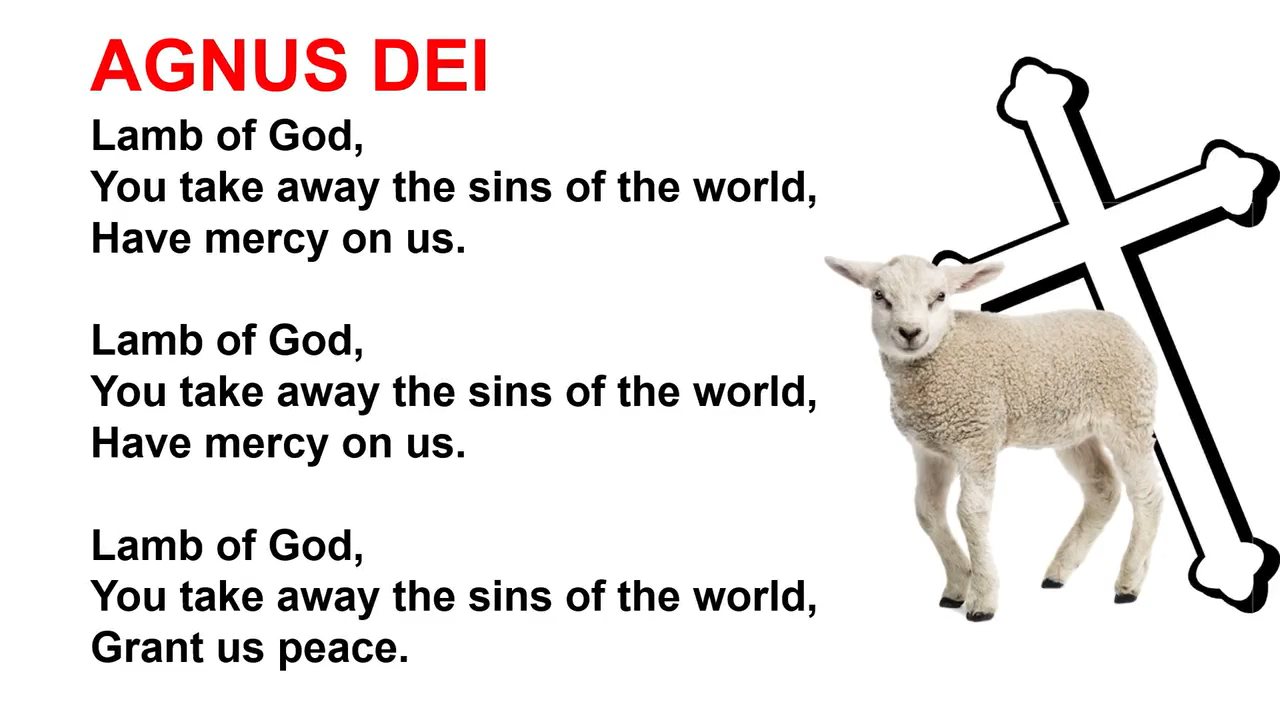 AGNUS DEI
Lamb of God,
You take away the sins of the world,
Have mercy on us.
Lamb of God,
You take away the sins of the world,
Have mercy on us.
Lamb of God,
You take away the sins of the world,
Grant us peace.